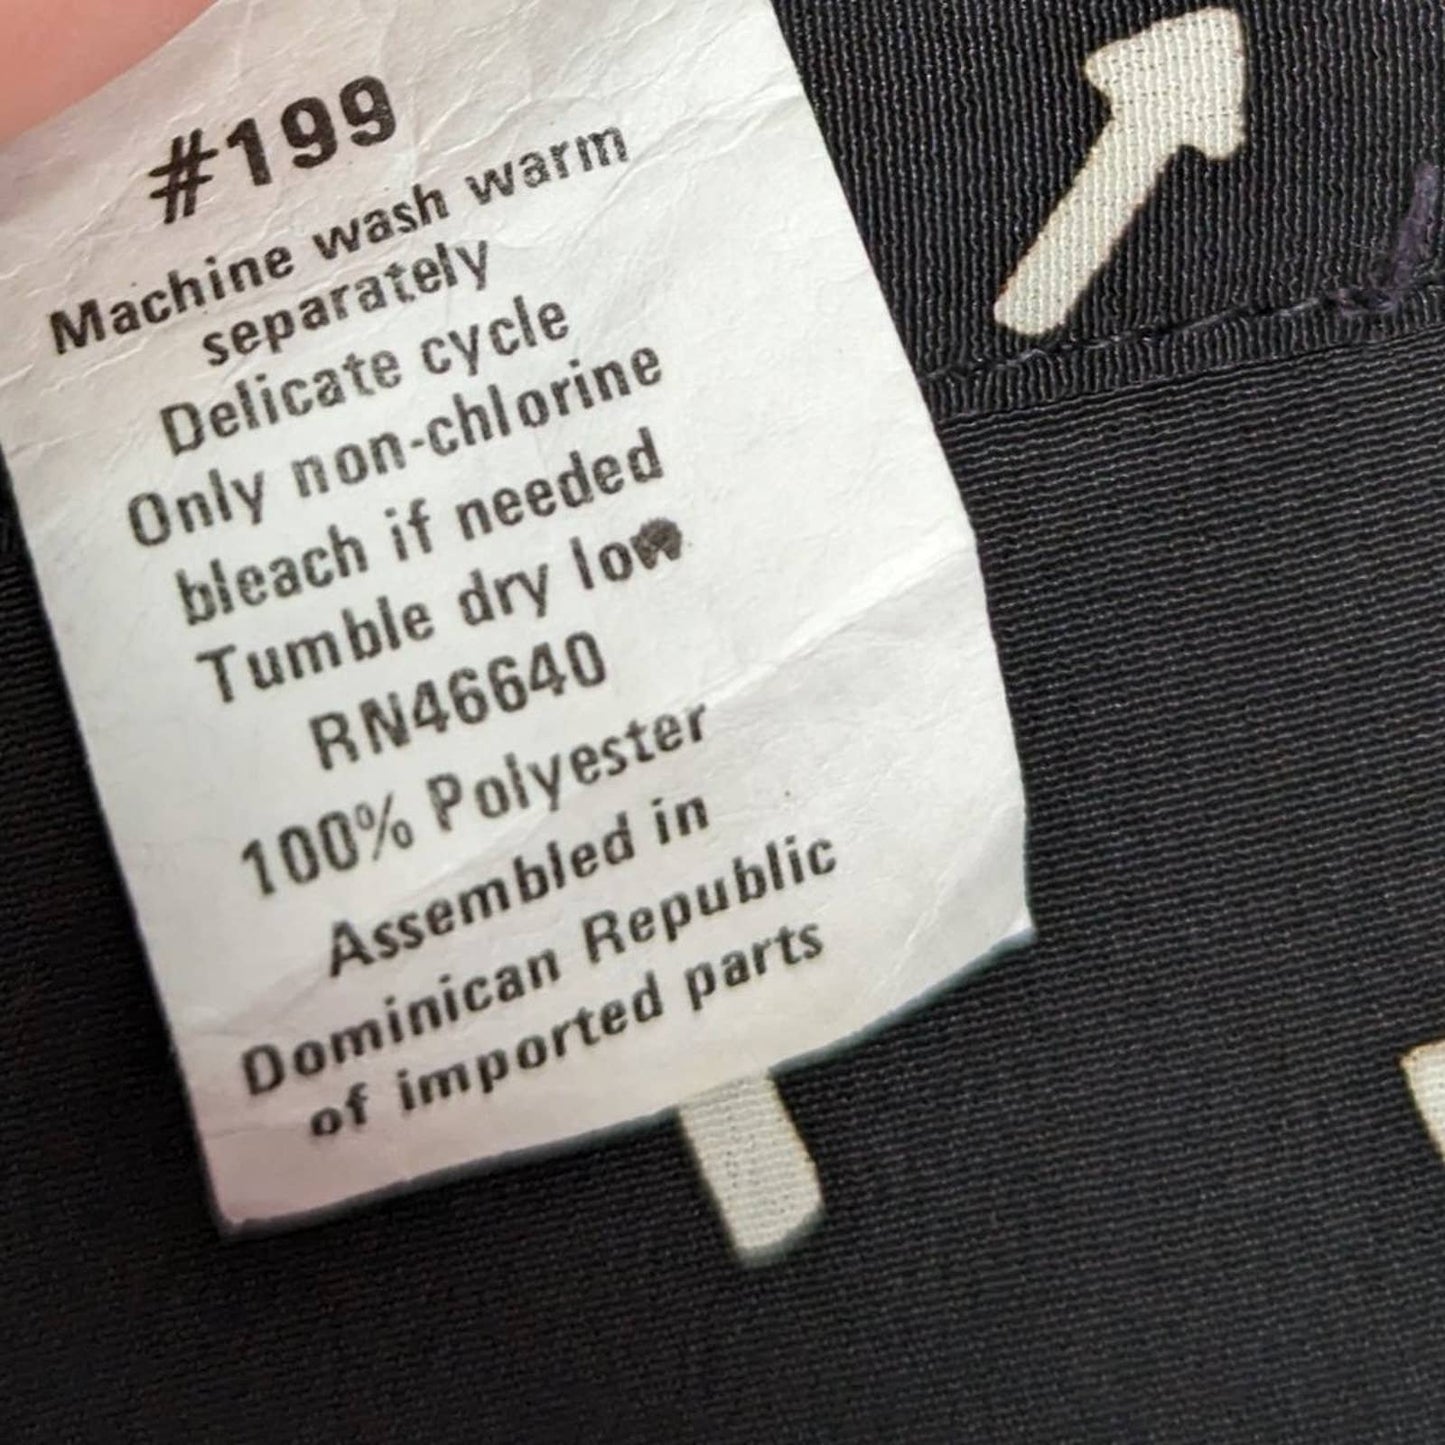 #199
Machine wash warm
separately
Delicate cycle
Only non-chlorine
bleach if needed
Tumble dry low
RN46640
100% Polyester
Assembled in
Dominican Republic
of imported parts